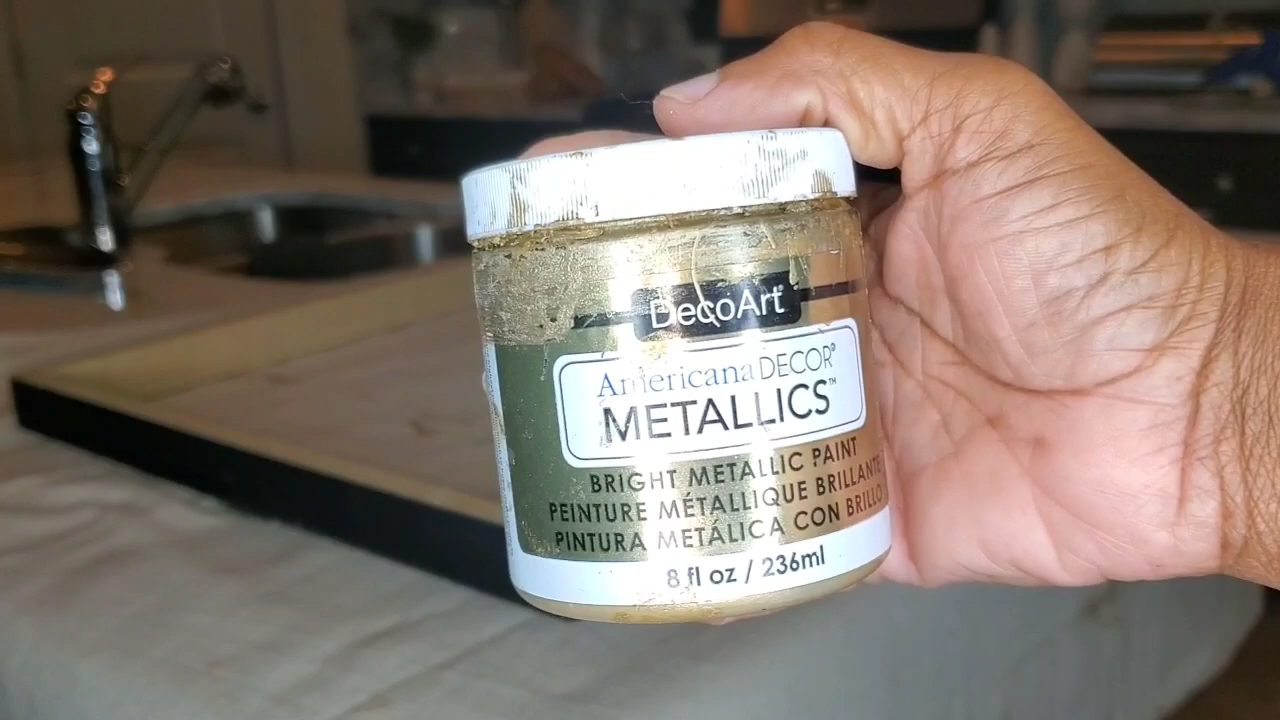 DecoArt®
AmericanaDECOR®
METALLICS™
BRIGHT METALLIC PAINT
PEINTURE MÉTALLIQUE BRILLANTE
PINTURA METÁLICA CON BRILLO
8 fl oz / 236ml